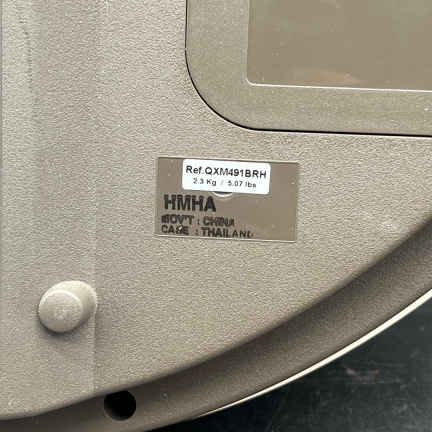 Ref.QXM491BRH
2.3 Kg / 5.07 lbs
HMHA
MOV'T : CHINA
CASE : THAILAND